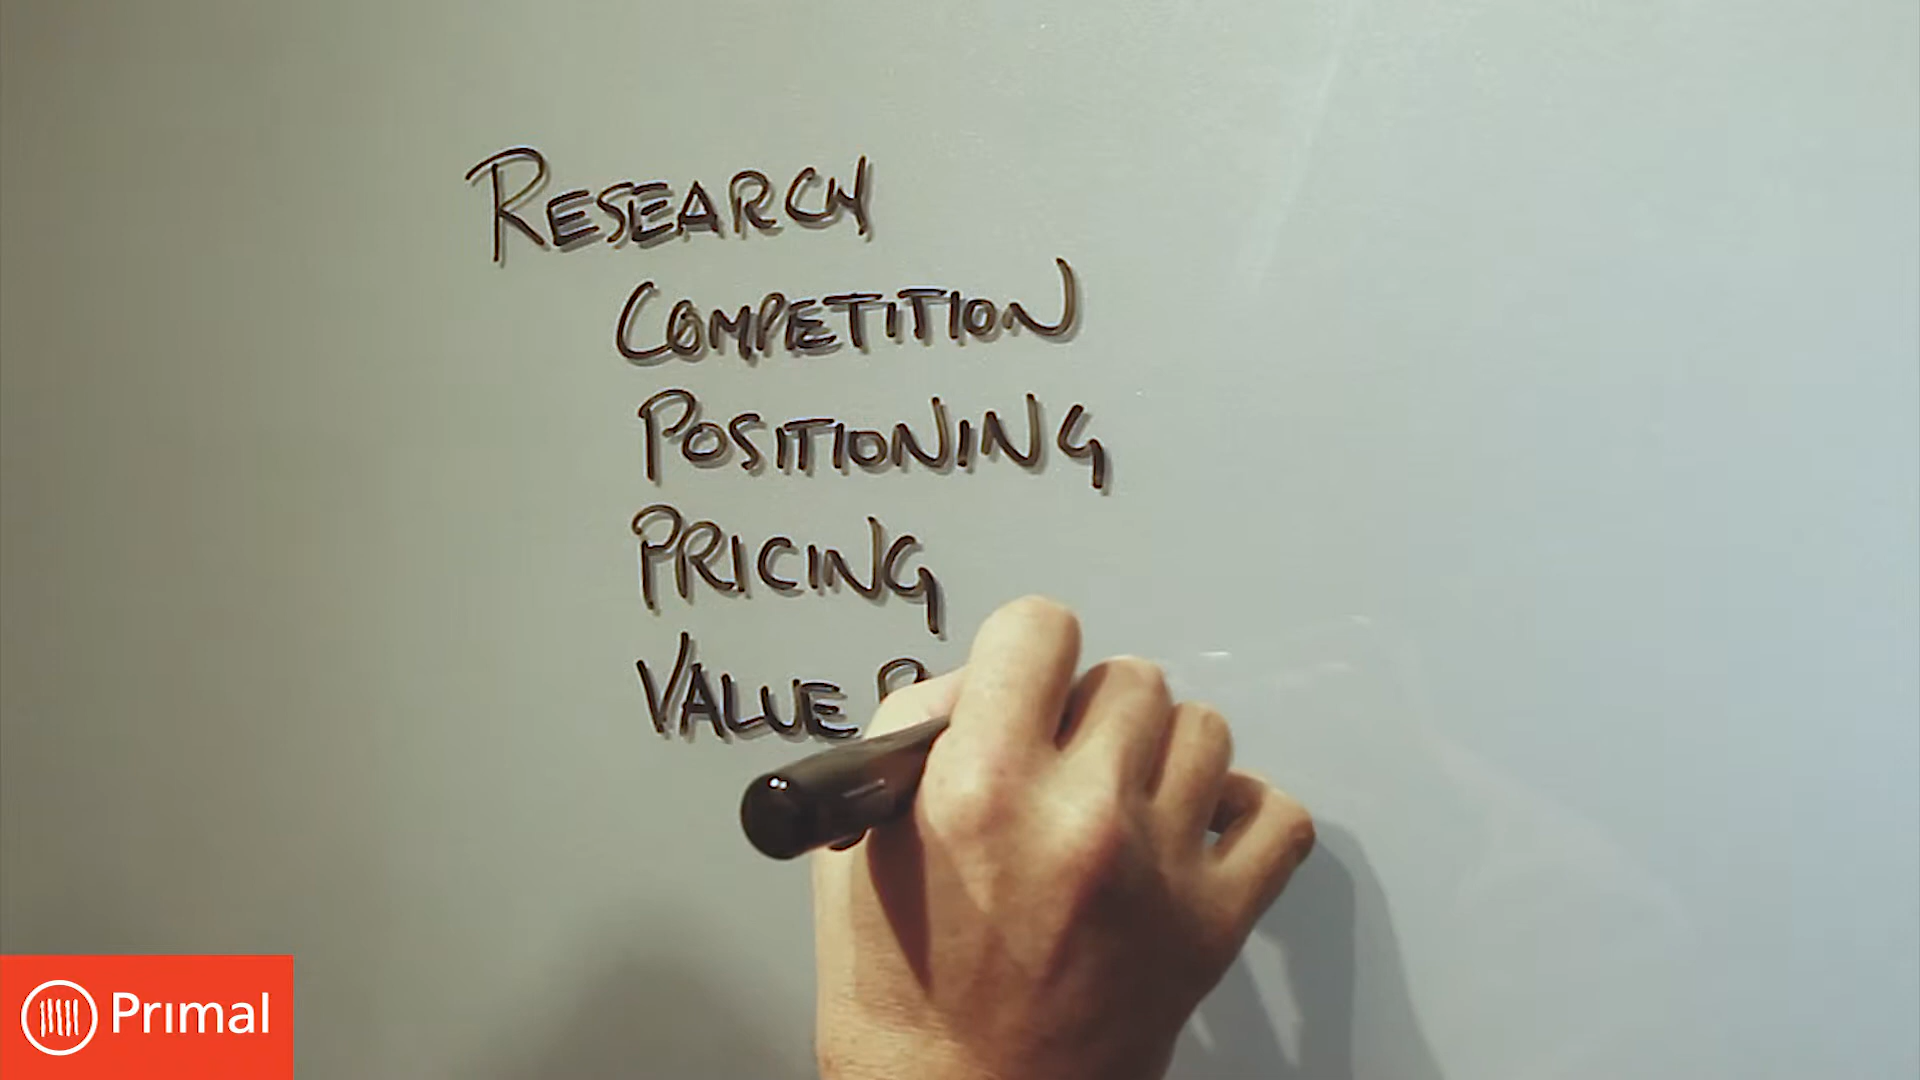 RESEARCH
COMPETITION
POSITIONING
PRICING
VALUE
Primal